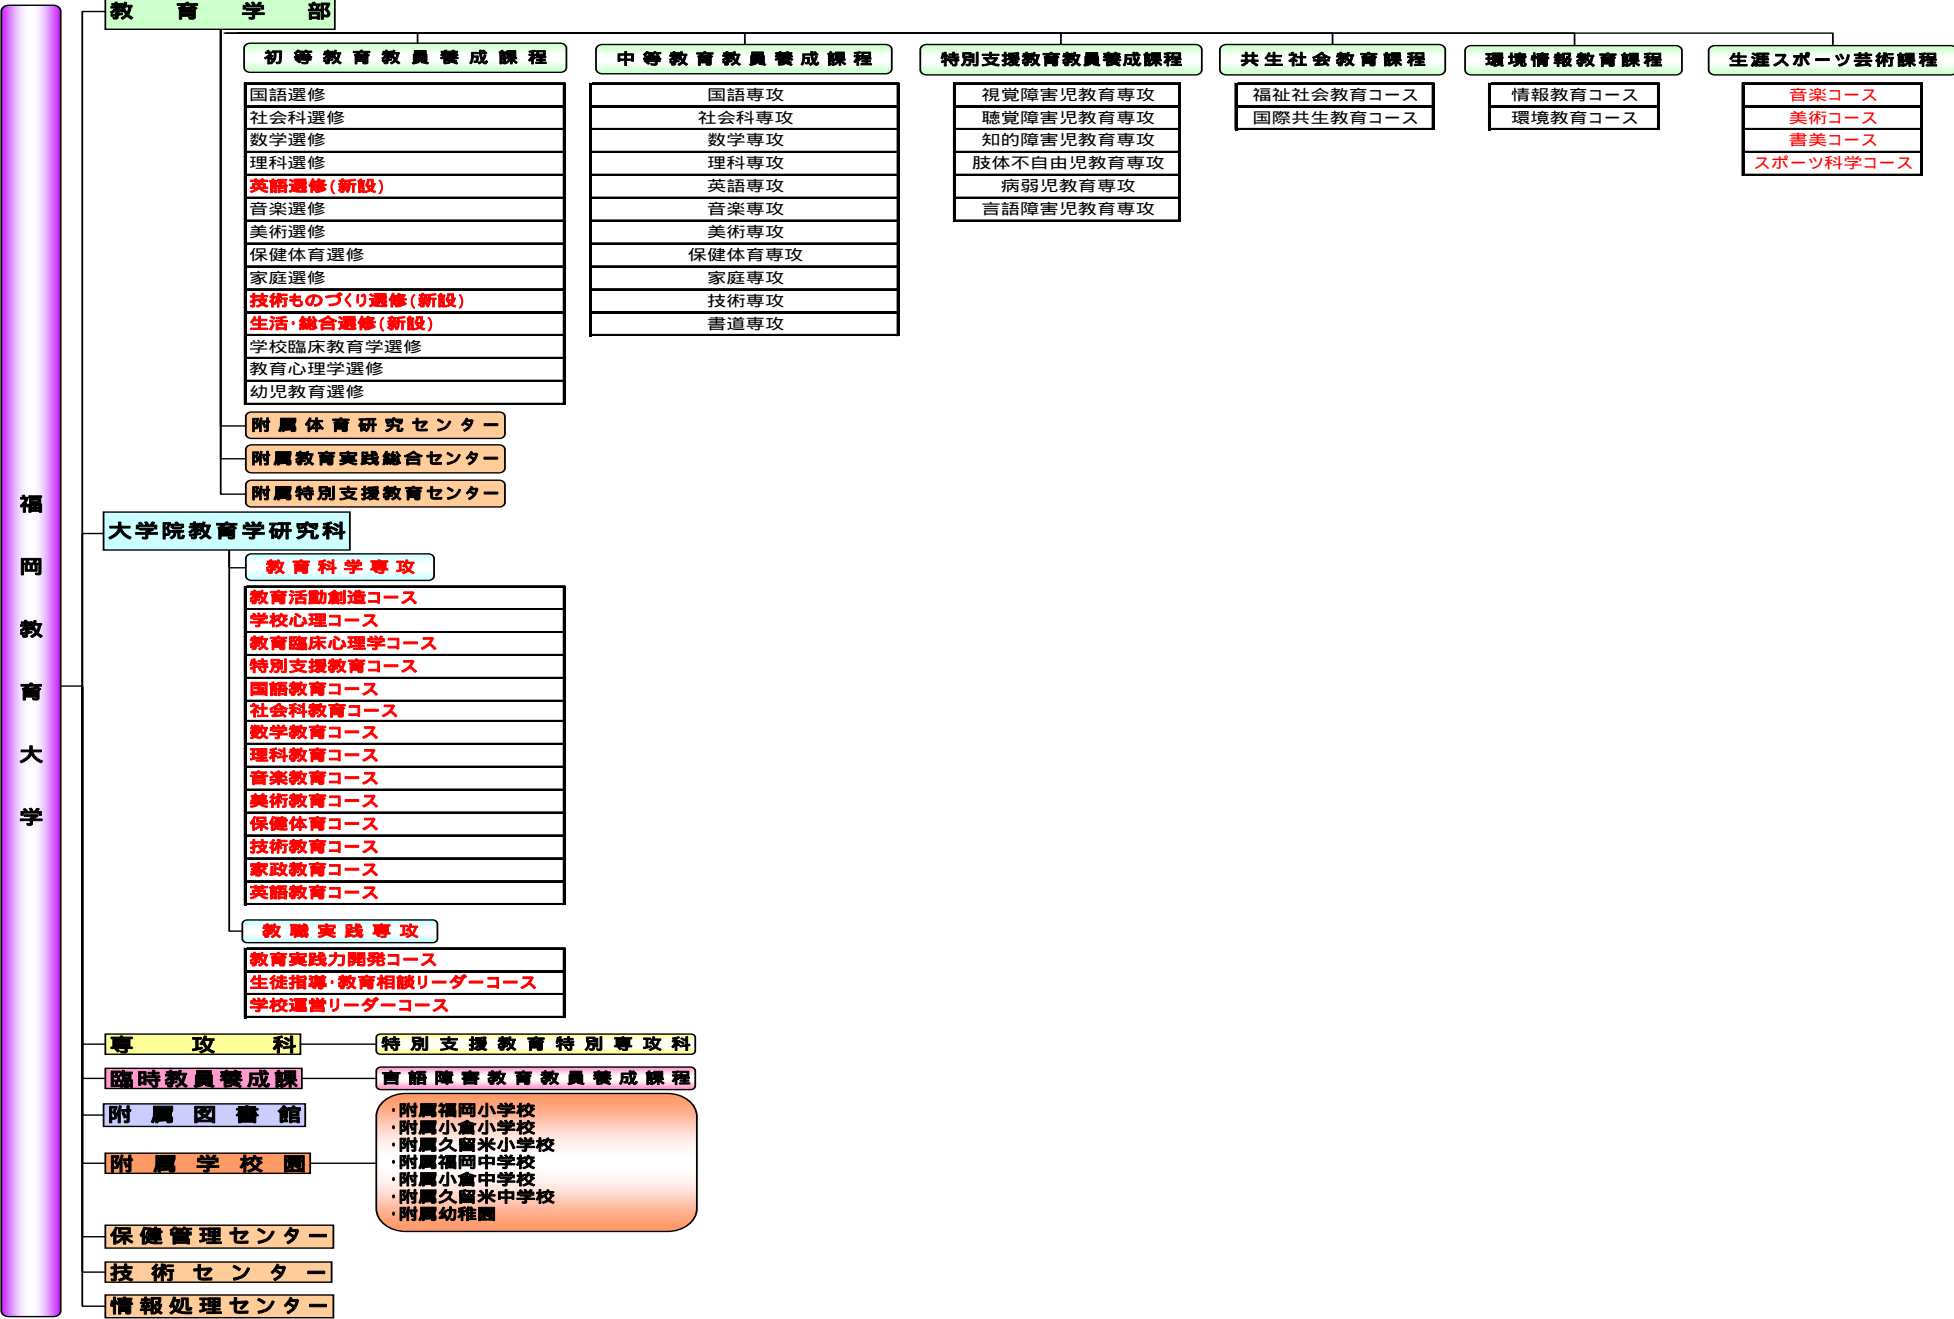 福岡教育大学
教育学部
初等教育教員養成課程
国語選修
社会科選修
数学選修
理科選修
英語選修(新設)
音楽選修
美術選修
保健体育選修
家庭選修
技術ものづくり選修(新設)
生活・総合選修(新設)
学校臨床教育学選修
教育心理学選修
幼児教育選修
中等教育教員養成課程
国語専攻
社会科専攻
数学専攻
理科専攻
英語専攻
音楽専攻
美術専攻
保健体育専攻
家庭専攻
技術専攻
書道専攻
特別支援教育教員養成課程
視覚障害児教育専攻
聴覚障害児教育専攻
知的障害児教育専攻
肢体不自由児教育専攻
病弱児教育専攻
言語障害児教育専攻
共生社会教育課程
福祉社会教育コース
国際共生教育コース
環境情報教育課程
情報教育コース
環境教育コース
生涯スポーツ芸術課程
音楽コース
美術コース
書美コース
スポーツ科学コース
附属体育研究センター
附属教育実践総合センター
附属特別支援教育センター
大学院教育学研究科
教育科学専攻
教育活動創造コース
学校心理コース
教育臨床心理学コース
特別支援教育コース
国語教育コース
社会科教育コース
数学教育コース
理科教育コース
音楽教育コース
美術教育コース
保健体育コース
技術教育コース
家政教育コース
英語教育コース
教職実践専攻
教育実践力開発コース
生徒指導・教育相談リーダーコース
学校運営リーダーコース
専攻科
特別支援教育特別専攻科
臨時教員養成課
言語障害教育教員養成課程
附属図書館
附属学校園
・附属福岡小学校
・附属小倉小学校
・附属久留米小学校
・附属福岡中学校
・附属小倉中学校
・附属久留米中学校
・附属幼稚園
保健管理センター
技術センター
情報処理センター